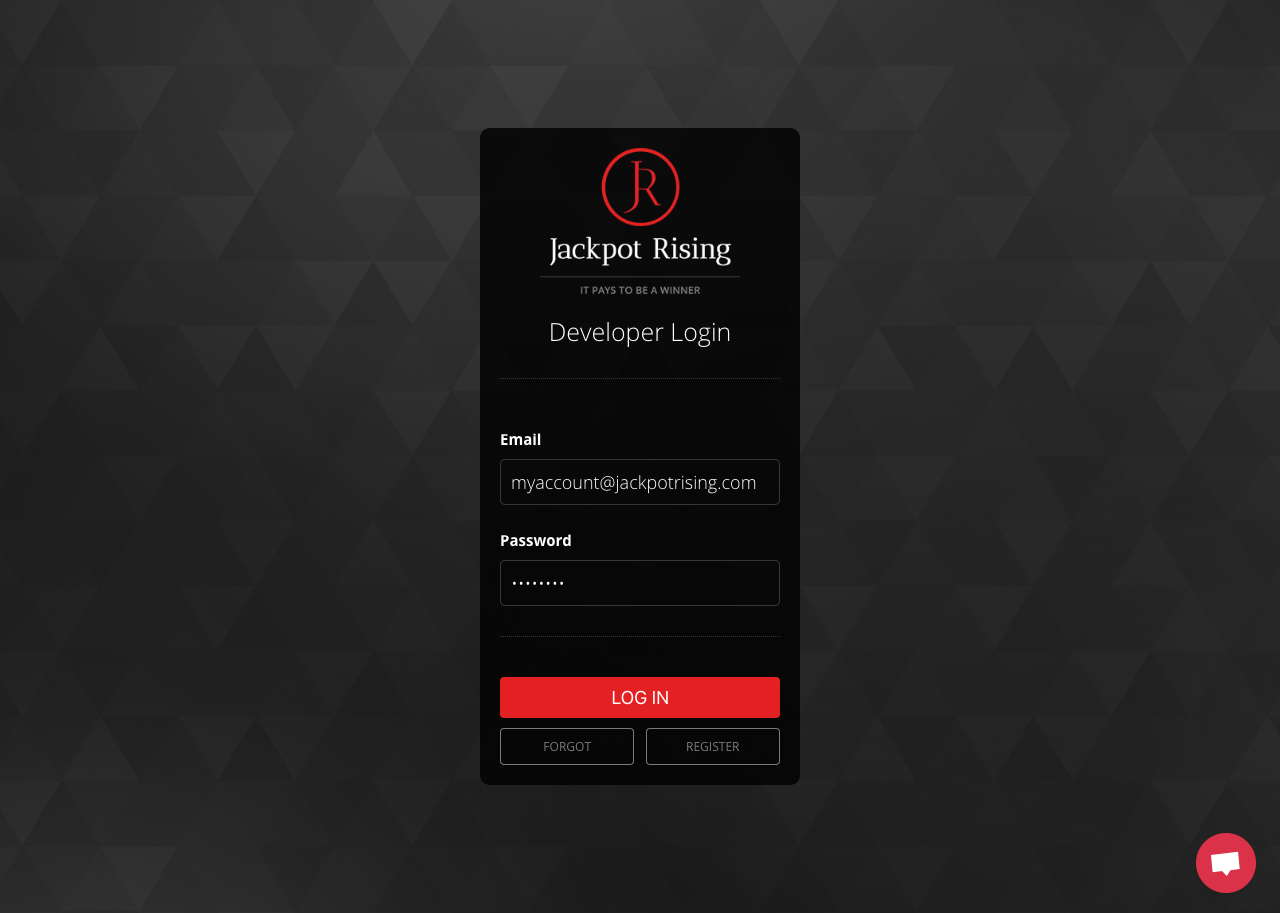 JR
Jackpot Rising
IT PAYS TO BE A WINNER
Developer Login
Email
myaccount@jackpotrising.com
Password
••••••••
LOG IN
FORGOT REGISTER